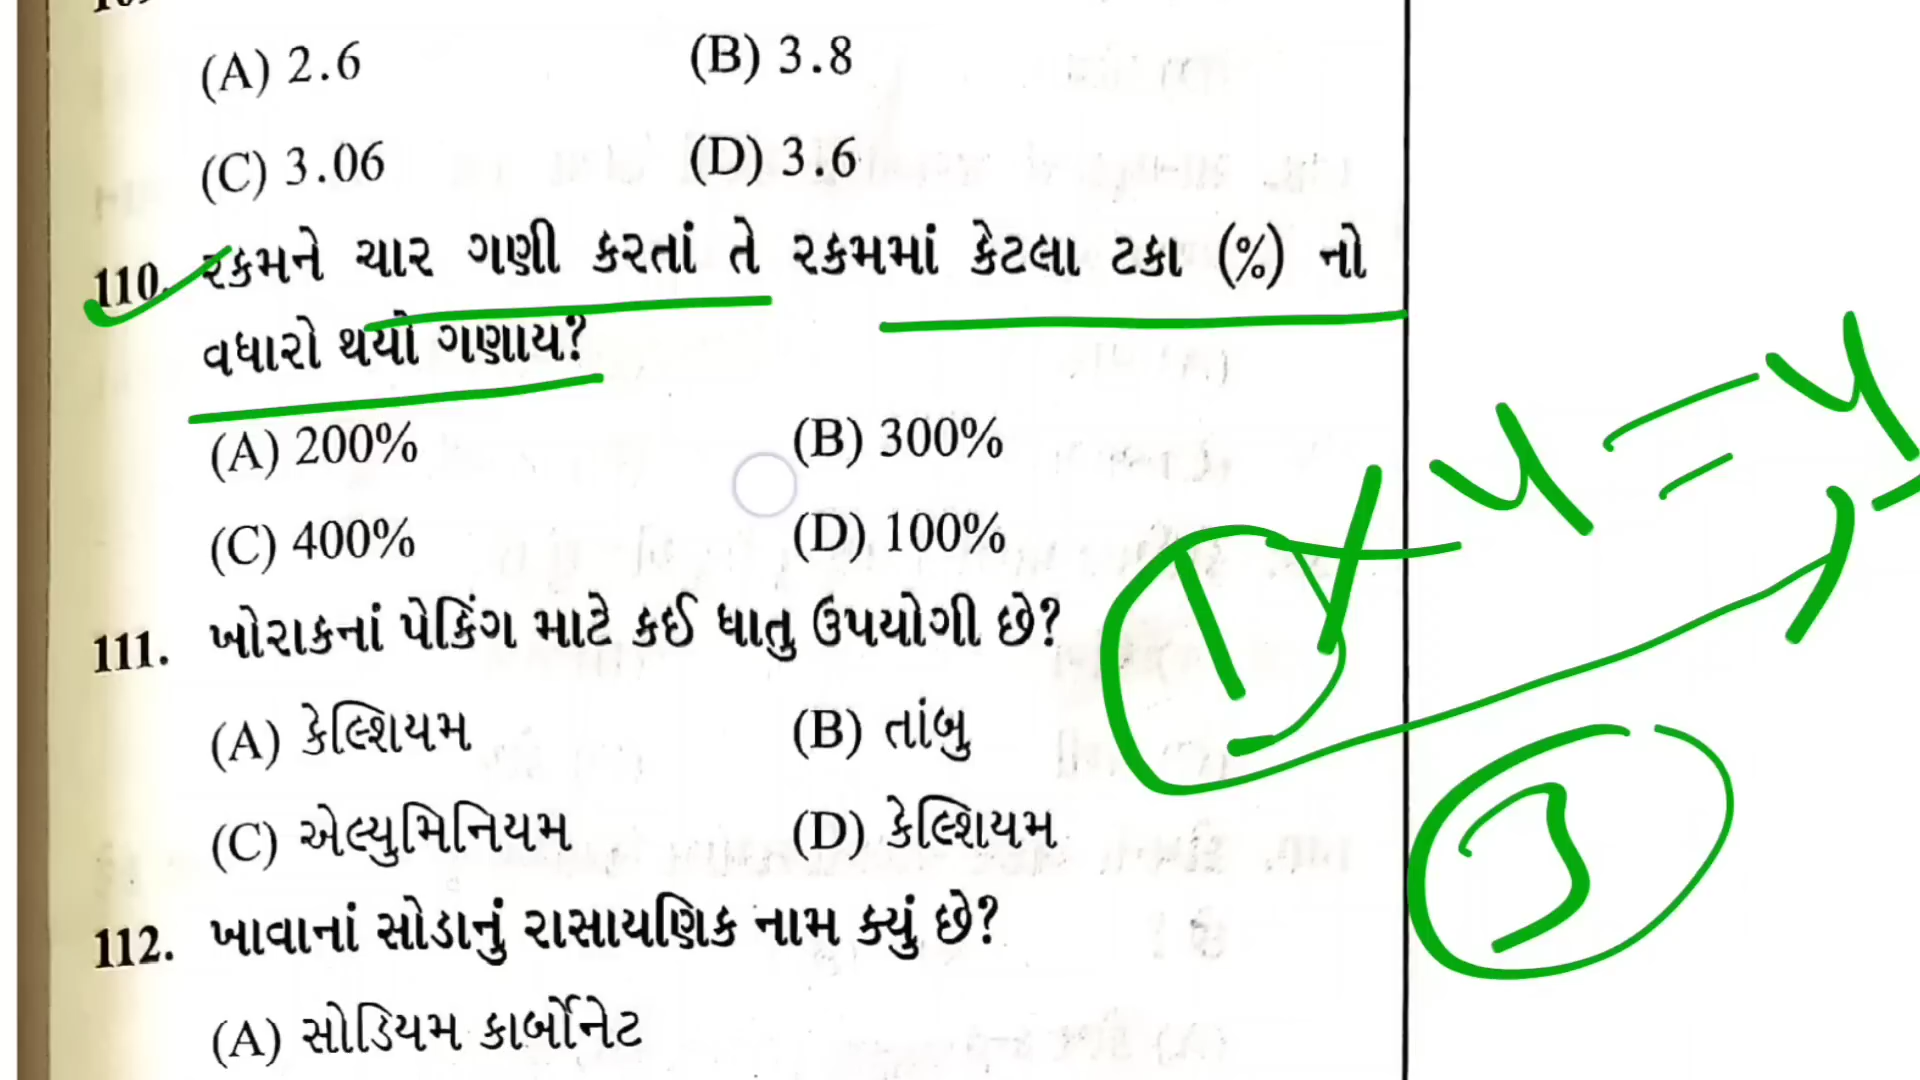 (A) 2.6 (B) 3.8
(C) 3.06 (D) 3.6
110. રકમને ચાર ગણી કરતાં તે રકમમાં કેટલા ટકા (%) નો
વધારો થયો ગણાય?
(A) 200% (B) 300%
(C) 400% (D) 100%
1 × 4 = 4
3
111. ખોરાકનાં પેકિંગ માટે કઈ ધાતુ ઉપયોગી છે?
(A) કેલ્શિયમ (B) તાંબુ
(C) એલ્યુમિનિયમ (D) કેલ્શિયમ
112. ખાવાનાં સોડાનું રાસાયણિક નામ ક્યું છે?
(A) સોડિયમ કાર્બોનેટ